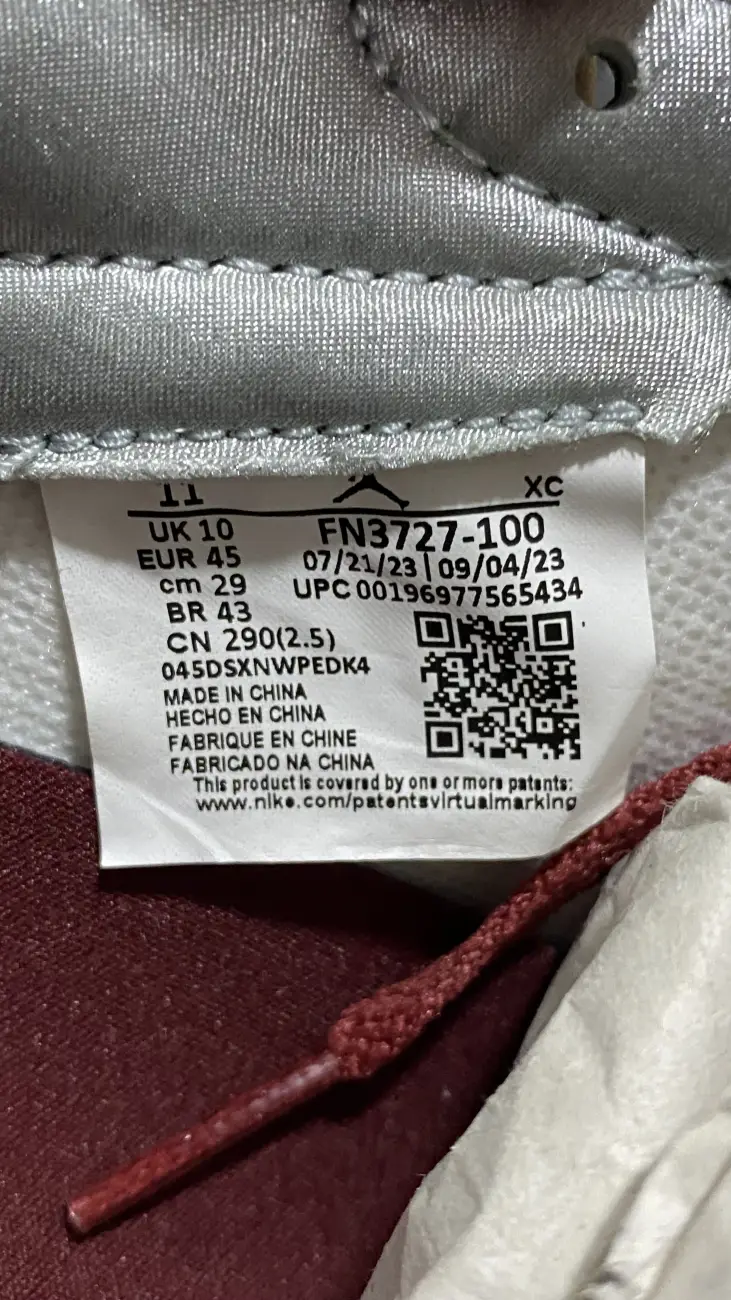 11 XC
UK 10 FN3727-100
EUR 45 07/21/23 | 09/04/23
cm 29 UPC 00196977565434
BR 43
CN 290(2.5)
045DSXNWPEDK4
MADE IN CHINA
HECHO EN CHINA
FABRIQUE EN CHINE
FABRICADO NA CHINA
This product is covered by one or more patents:
www.nike.com/patentsvirtualmarking